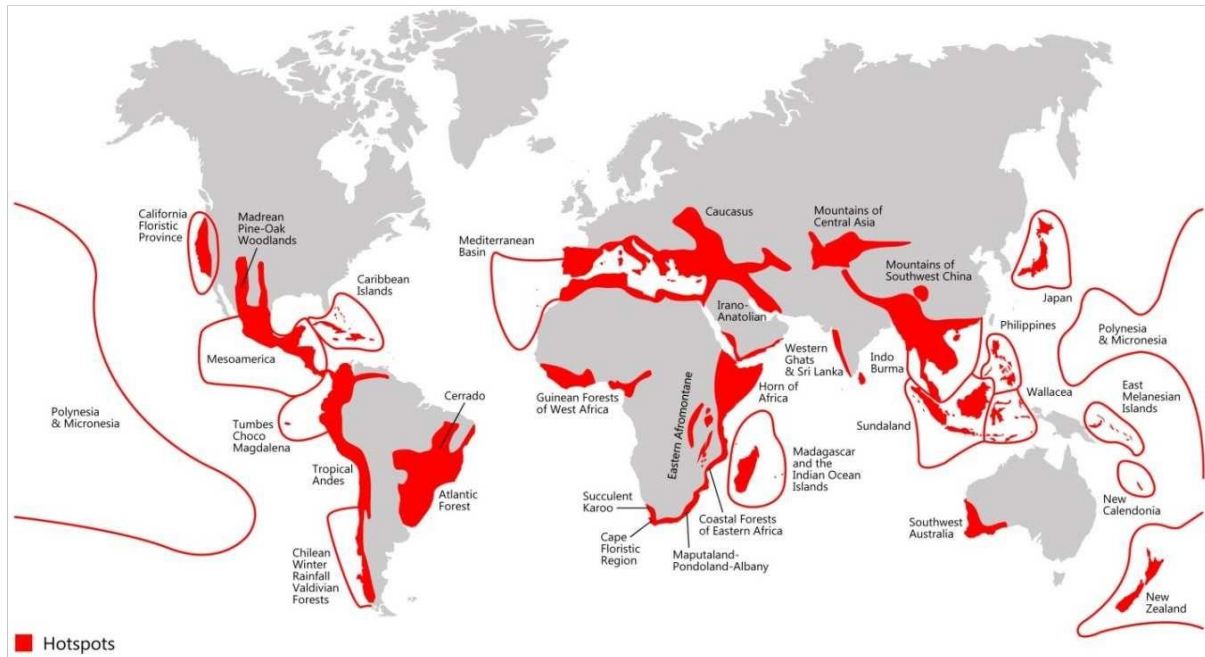 California
Floristic
Province
Madrean
Pine-Oak
Woodlands
Caribbean
Islands
Mesoamerica
Polynesia
& Micronesia
Tumbes
Choco
Magdalena
Tropical
Andes
Cerrado
Atlantic
Forest
Chilean
Winter
Rainfall
Valdivian
Forests
Mediterranean
Basin
Caucasus
Mountains of
Central Asia
Mountains of
Southwest China
Irano-
Anatolian
Japan
Philippines
Polynesia
& Micronesia
Western
Ghats
& Sri Lanka
Indo
Burma
Guinean Forests
of West Africa
Horn of
Africa
Eastern Afromontane
Wallacea
East
Melanesian
Islands
Sundaland
Madagascar
and the
Indian Ocean
Islands
Succulent
Karoo
Cape
Floristic
Region
Coastal Forests
of Eastern Africa
Maputaland-
Pondoland-Albany
Southwest
Australia
New
Calendonia
New
Zealand
Hotspots